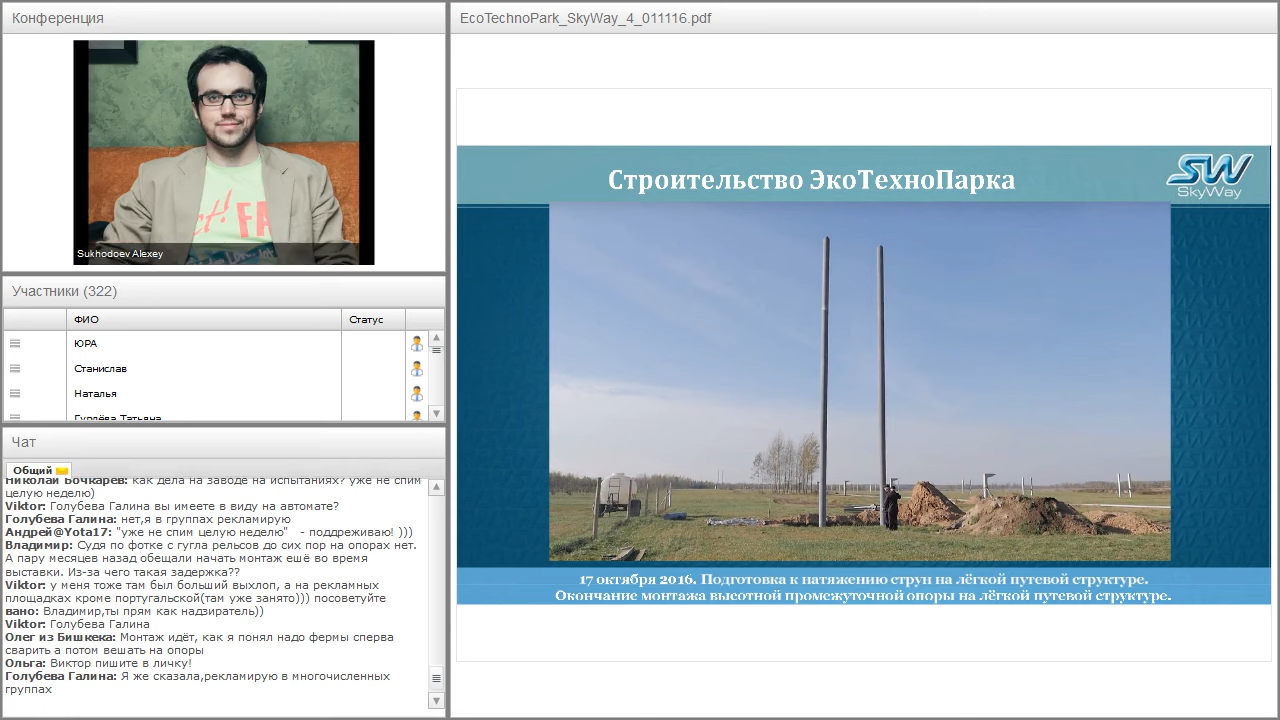 Конференция
Sukhodoev Alexey
Участники (322)
ФИО
Статус
ЮРА
Станислав
Наталья
Гурлёва Татьяна
Чат
Общий
Николай Бочкарев: как дела на заводе на испытаниях? уже не спим
целую неделю)
Viktor: Голубева Галина вы имеете в виду на автомате?
Голубева Галина: нет,я в группах рекламирую
Андрей@Yota17: "уже не спим целую неделю" - поддреживаю! )))
Владимир: Судя по фотке с гугла рельсов до сих пор на опорах нет.
А пару месяцев назад обещали начать монтаж ешё во время
выставки. Из-за чего такая задержка??
Viktor: у меня тоже там был больший выхлоп, а на рекламных
площадках кроме португальской(там уже занято))) посоветуйте
вано: Владимир,ты прям как надзиратель))
Viktor: Голубева Галина
Олег из Бишкека: Монтаж идёт, как я понял надо фермы сперва
сварить а потом вешать на опоры
Ольга: Виктор пишите в личку!
Голубева Галина: Я же сказала,рекламирую в многочисленных
группах
EcoTechnoPark_SkyWay_4_011116.pdf
Строительство ЭкоТехноПарка
SW
SkyWay
17 октября 2016. Подготовка к натяжению струн на лёгкой путевой структуре.
Окончание монтажа высотной промежуточной опоры на лёгкой путевой структуре.